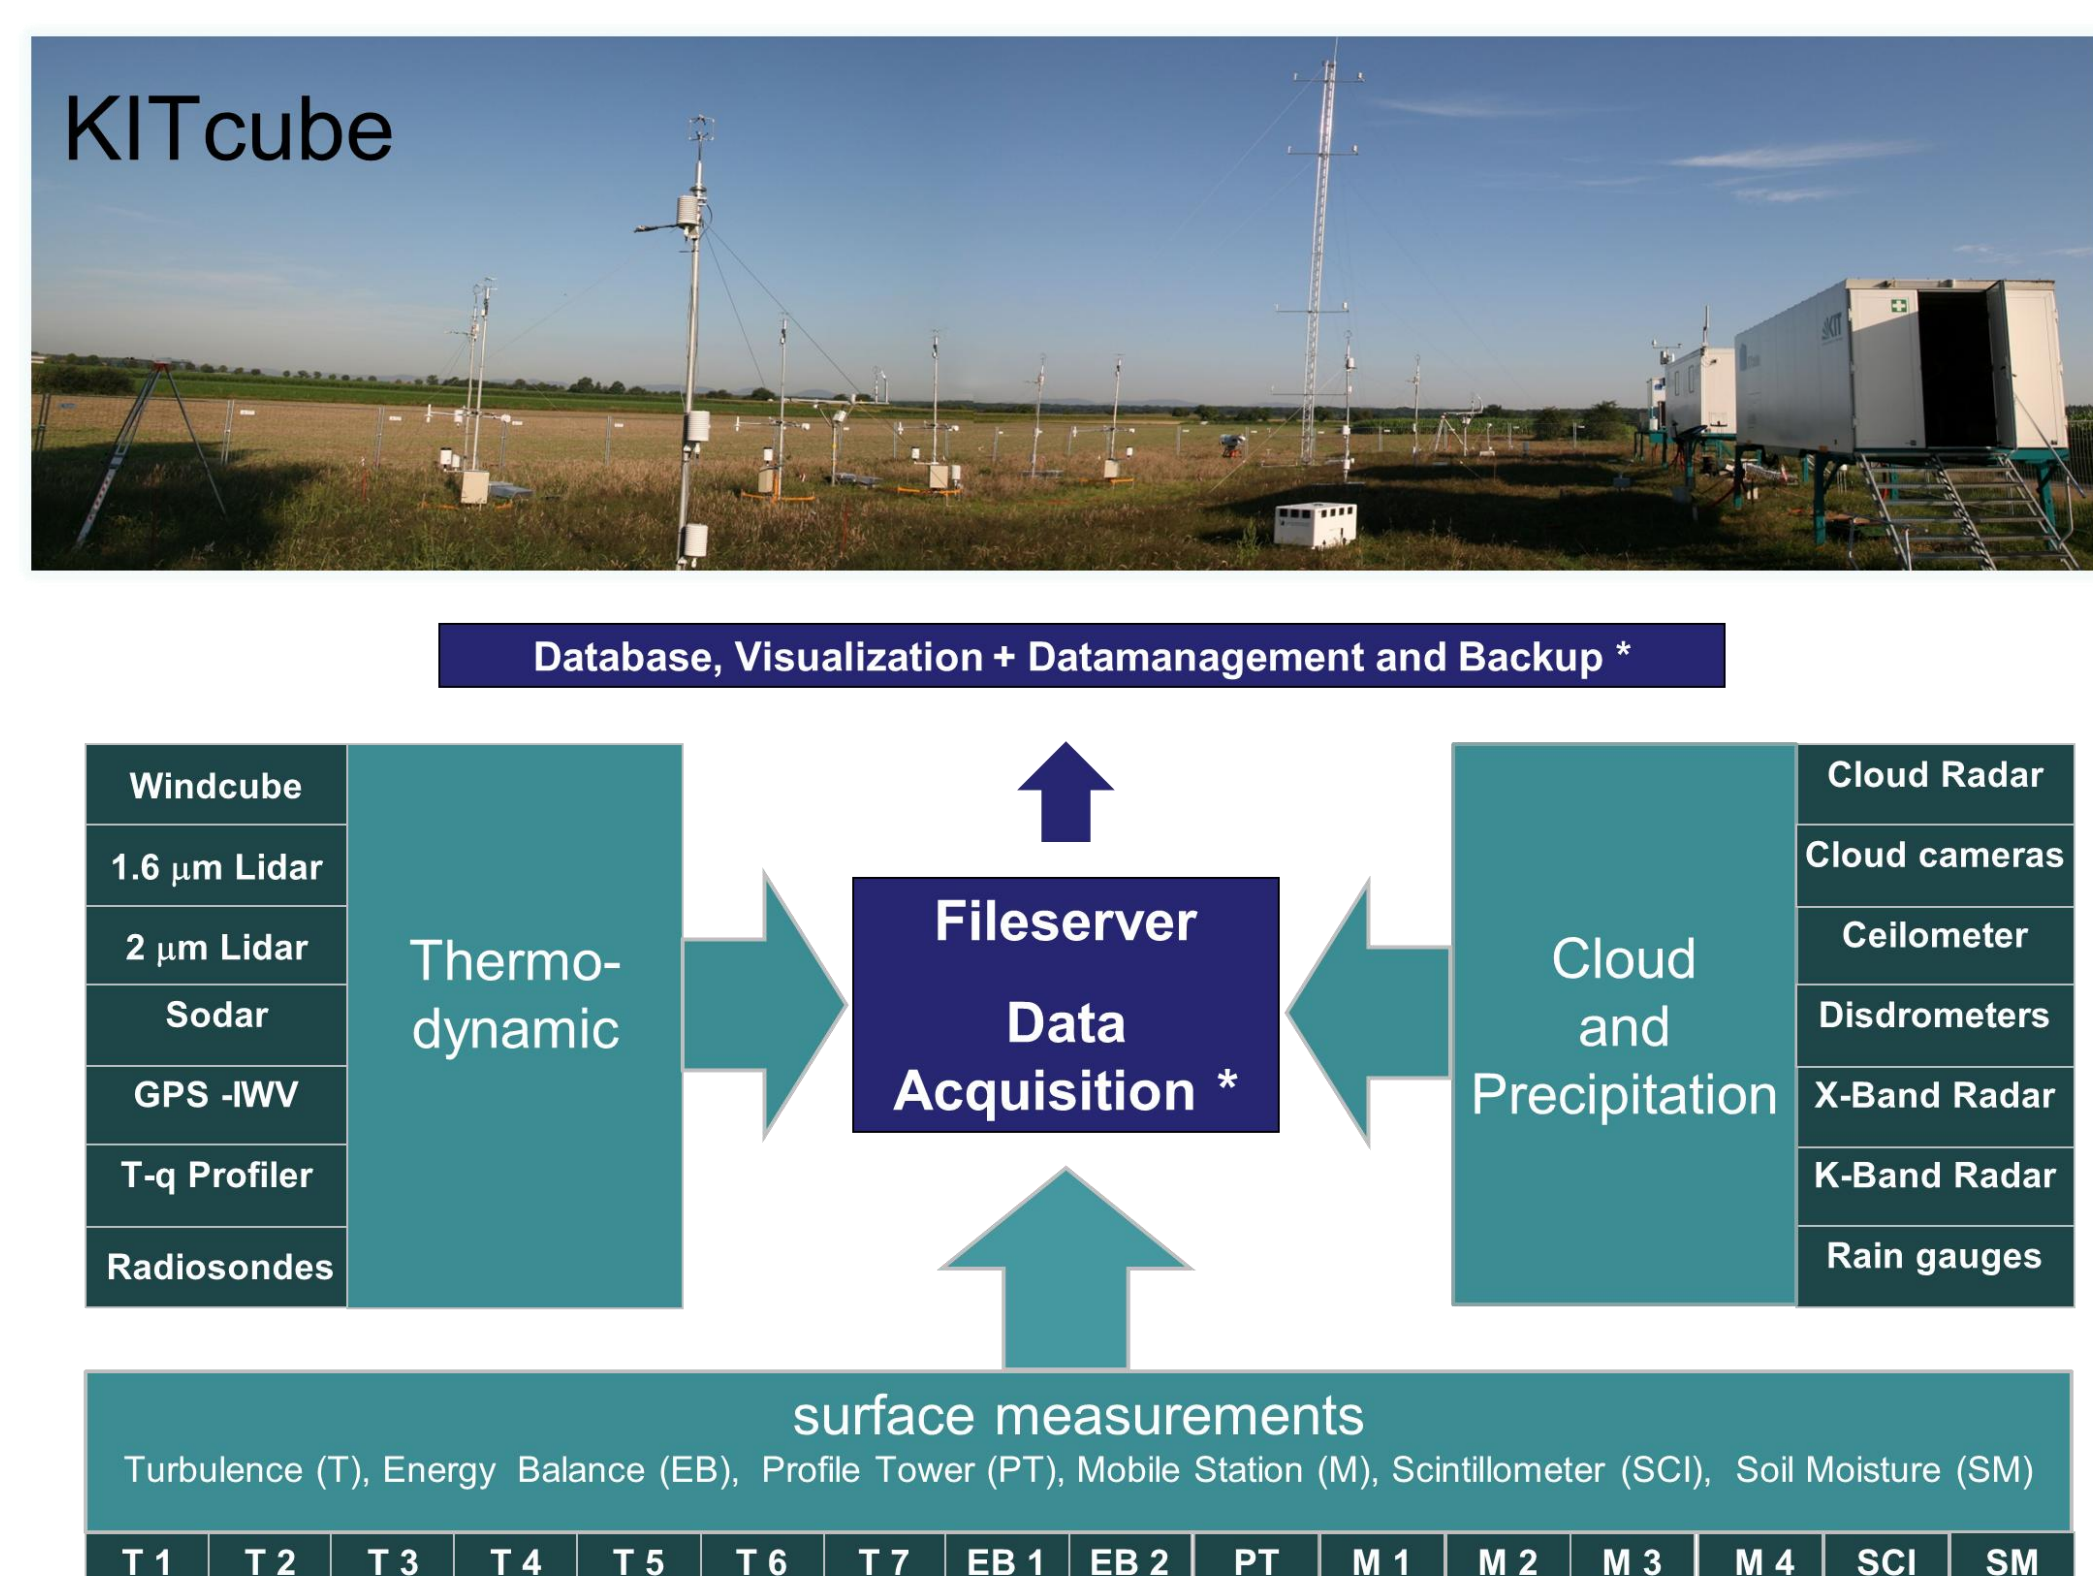 KITcube
KIT
Database, Visualization + Datamanagement and Backup *
Windcube
1.6 µm Lidar
2 µm Lidar
Sodar
GPS -IWV
T-q Profiler
Radiosondes
Thermo-
dynamic
Fileserver
Data
Acquisition *
Cloud
and
Precipitation
Cloud Radar
Cloud cameras
Ceilometer
Disdrometers
X-Band Radar
K-Band Radar
Rain gauges
surface measurements
Turbulence (T), Energy Balance (EB), Profile Tower (PT), Mobile Station (M), Scintillometer (SCI), Soil Moisture (SM)
T 1 T 2 T 3 T 4 T 5 T 6 T 7 EB 1 EB 2 PT M 1 M 2 M 3 M 4 SCI SM